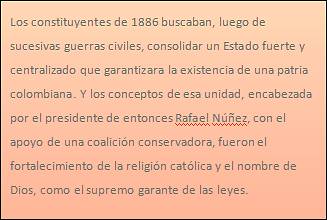 Los constituyentes de 1886 buscaban, luego de
sucesivas guerras civiles, consolidar un Estado fuerte y
centralizado que garantizara la existencia de una patria
colombiana. Y los conceptos de esa unidad, encabezada
por el presidente de entonces Rafael Núñez, con el
apoyo de una coalición conservadora, fueron el
fortalecimiento de la religión católica y el nombre de
Dios, como el supremo garante de las leyes.